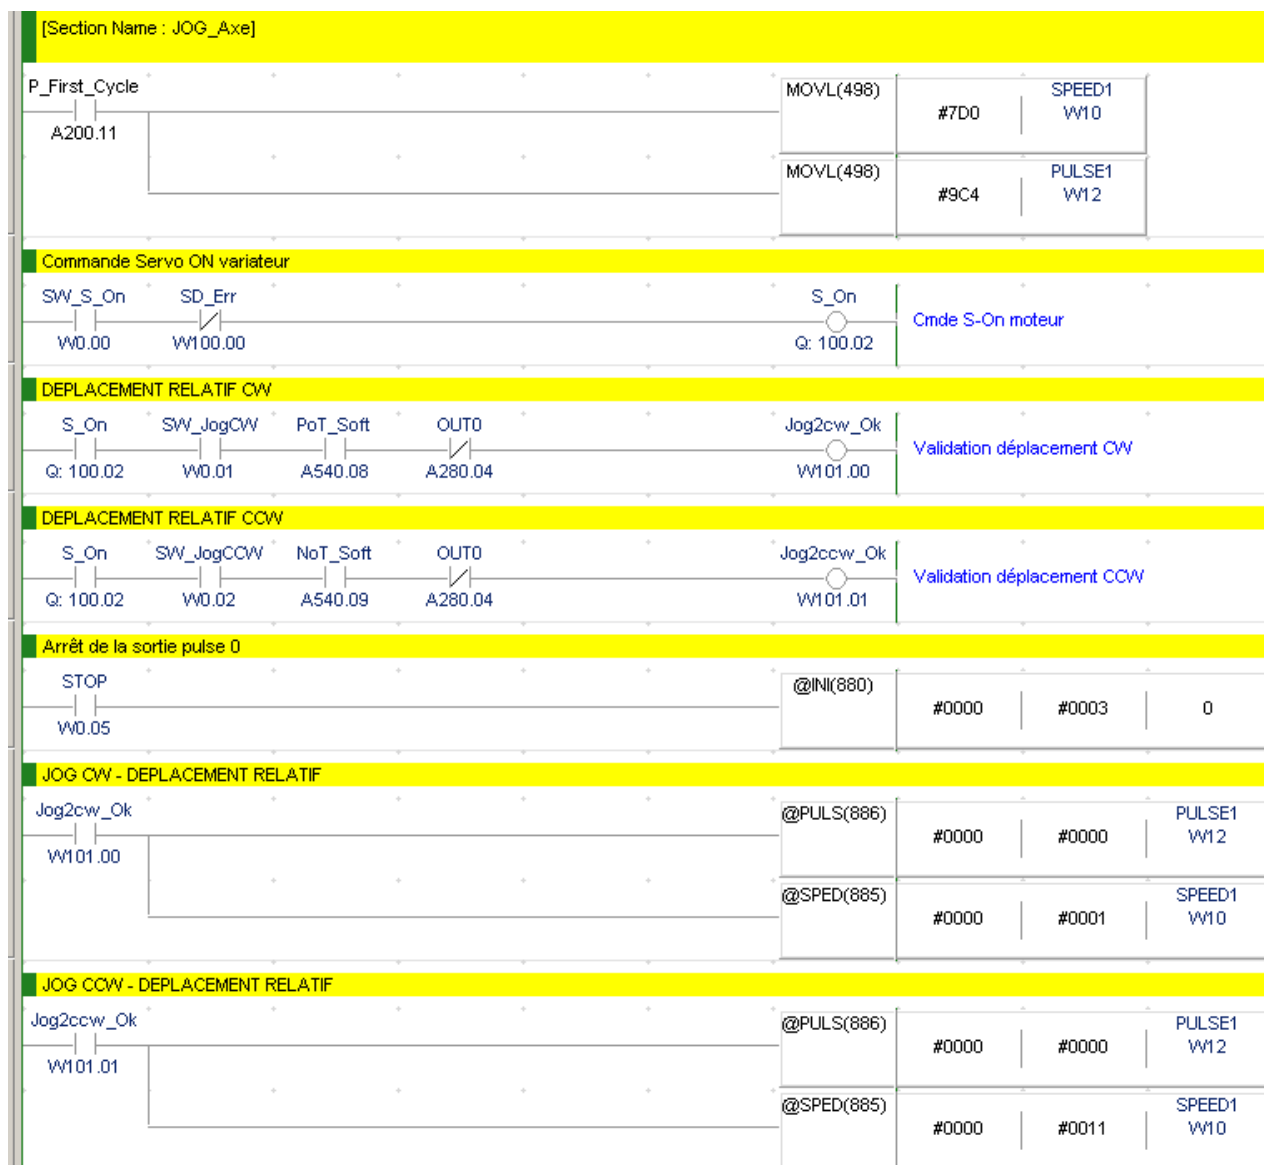 [Section Name : JOG_Axe]
P_First_Cycle
A200.11
MOVL(498)
#7D0
SPEED1
W10
MOVL(498)
#9C4
PULSE1
W12
Commande Servo ON variateur
SW_S_On SD_Err S_On
W0.00 W100.00 Q: 100.02
Cmde S-On moteur
DEPLACEMENT RELATIF CW
S_On SW_JogCW PoT_Soft OUT0 Jog2cw_Ok
Q: 100.02 W0.01 A540.08 A280.04 W101.00
Validation déplacement CW
DEPLACEMENT RELATIF CCW
S_On SW_JogCCW NoT_Soft OUT0 Jog2ccw_Ok
Q: 100.02 W0.02 A540.09 A280.04 W101.01
Validation déplacement CCW
Arrêt de la sortie pulse 0
STOP
W0.05
@INI(880)
#0000 #0003 0
JOG CW - DEPLACEMENT RELATIF
Jog2cw_Ok
W101.00
@PULS(886)
#0000 #0000
PULSE1
W12
@SPED(885)
#0000 #0001
SPEED1
W10
JOG CCW - DEPLACEMENT RELATIF
Jog2ccw_Ok
W101.01
@PULS(886)
#0000 #0000
PULSE1
W12
@SPED(885)
#0000 #0011
SPEED1
W10